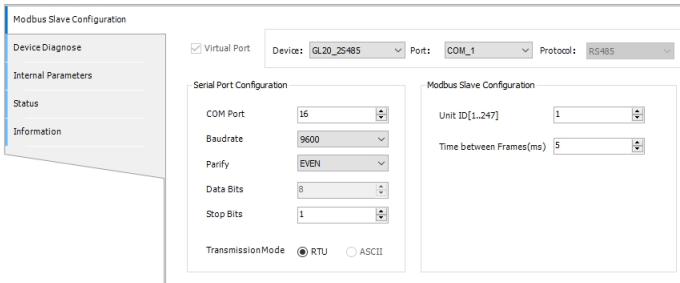 Modbus Slave Configuration
Device Diagnose
Internal Parameters
Status
Information
Virtual Port
Device: GL20_2S485 Port: COM_1 Protocol: RS485
Serial Port Configuration
COM Port 16
Baudrate 9600
Parify EVEN
Data Bits 8
Stop Bits 1
TransmissionMode RTU ASCII
Modbus Slave Configuration
Unit ID[1..247] 1
Time between Frames(ms) 5